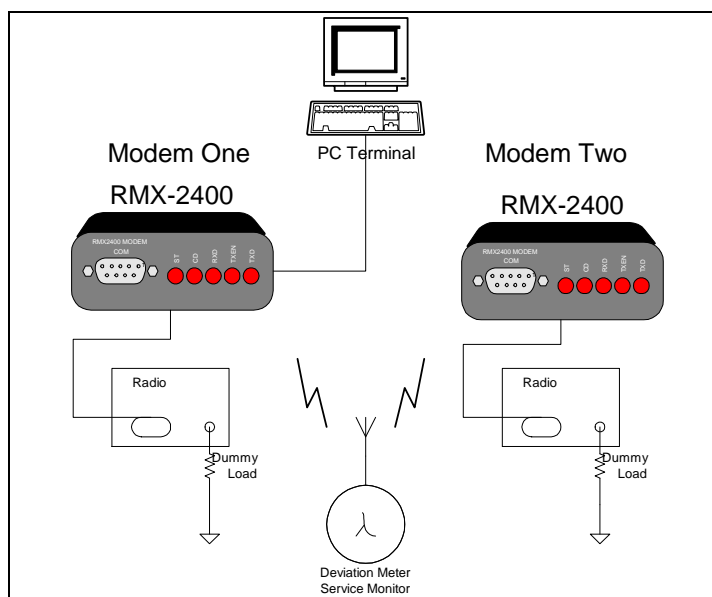 PC Terminal
Modem One
RMX-2400
RMX2400 MODEM
COM
ST
CD
RXD
TXEN
TXD
Modem Two
RMX-2400
RMX2400 MODEM
COM
ST
CD
RXD
TXEN
TXD
Radio
Dummy
Load
Radio
Dummy
Load
λ
Deviation Meter
Service Monitor